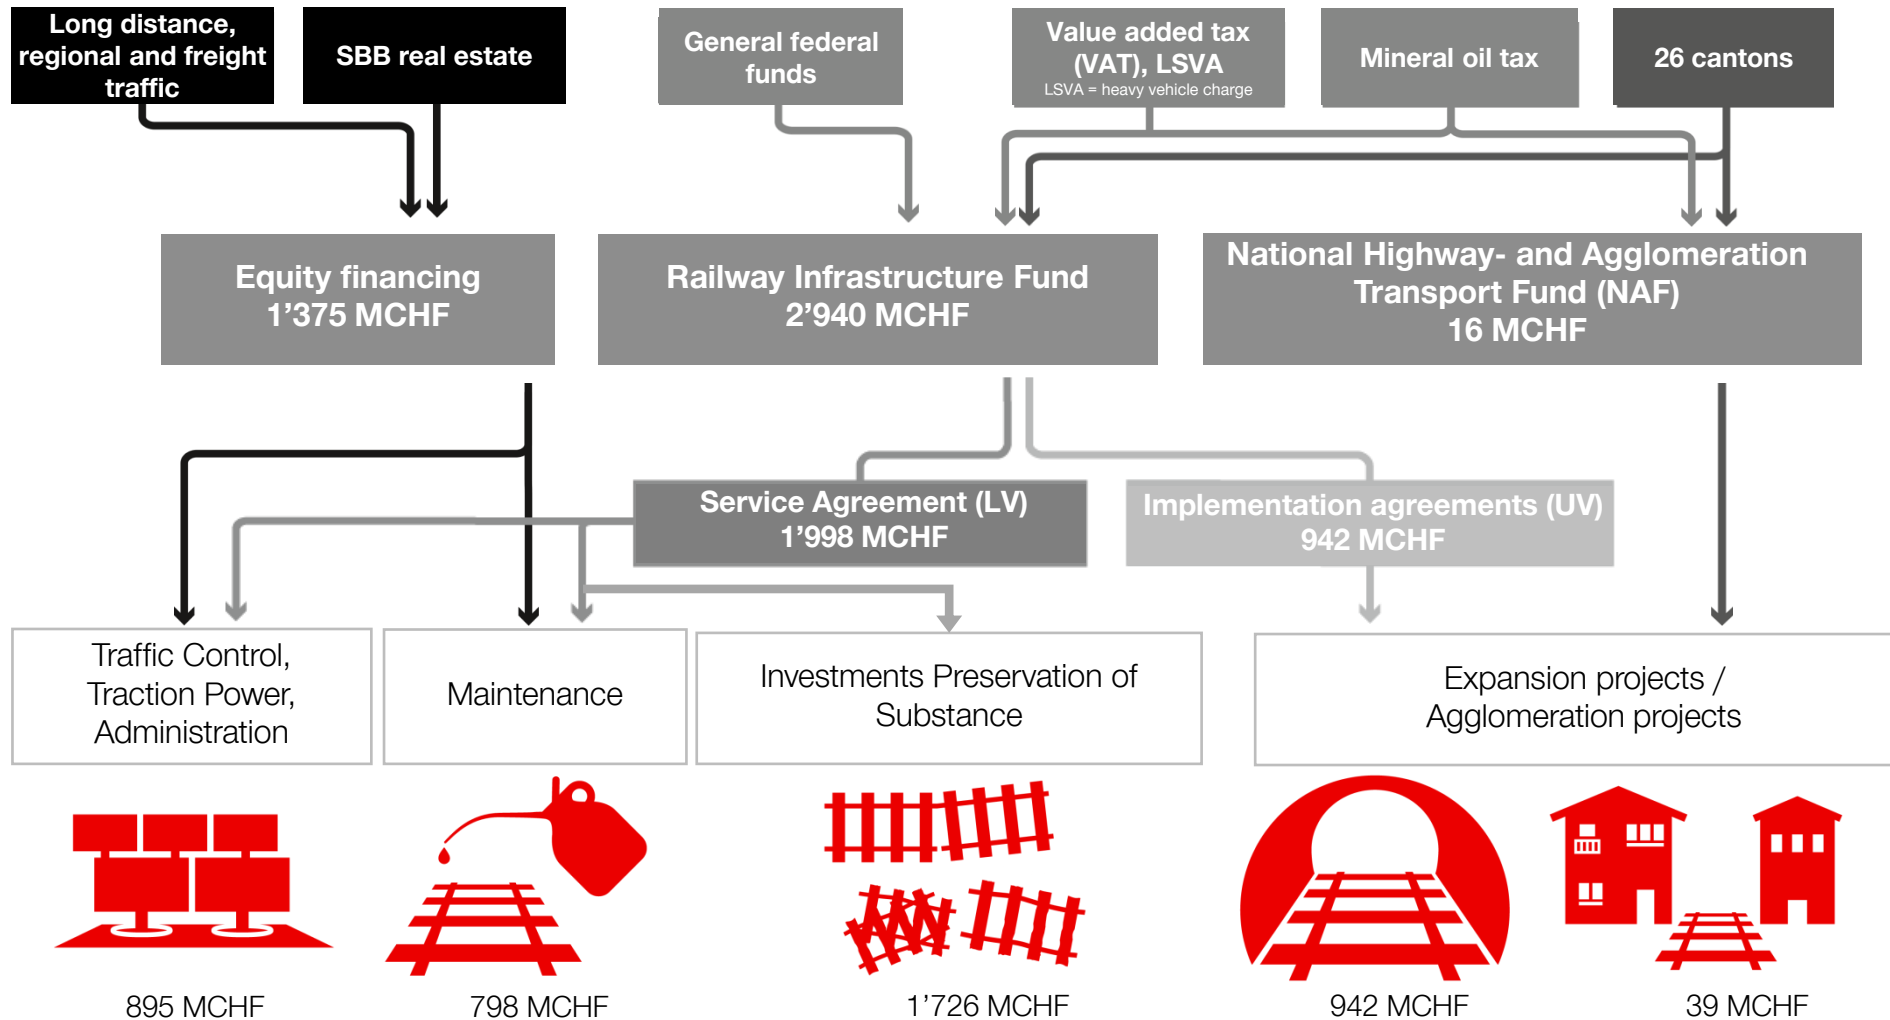 Long distance,
regional and freight
traffic
SBB real estate
General federal
funds
Value added tax
(VAT), LSVA
LSVA = heavy vehicle charge
Mineral oil tax
26 cantons
Equity financing
1’375 MCHF
Railway Infrastructure Fund
2’940 MCHF
National Highway- and Agglomeration
Transport Fund (NAF)
16 MCHF
Service Agreement (LV)
1’998 MCHF
Implementation agreements (UV)
942 MCHF
Traffic Control,
Traction Power,
Administration
Maintenance
Investments Preservation of
Substance
Expansion projects /
Agglomeration projects
895 MCHF
798 MCHF
1’726 MCHF
942 MCHF
39 MCHF